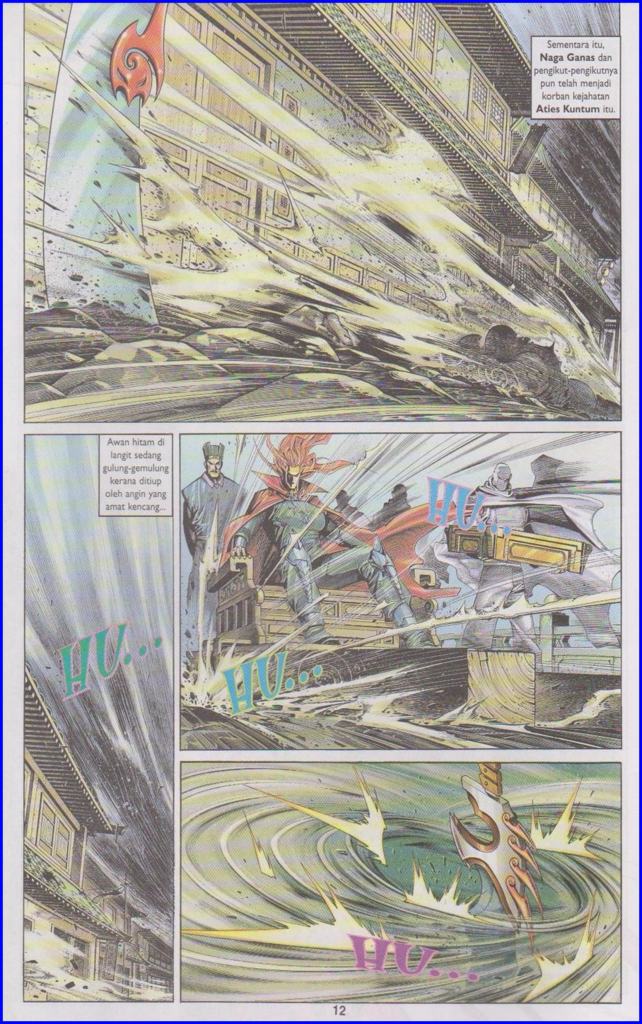 Sementara itu,
Naga Ganas dan
pengikut-pengikutnya
pun telah menjadi
korban kejahatan
Aties Kuntum itu.
Awan hitam di
langit sedang
gulung-gemulung
kerana ditiup
oleh angin yang
amat kencang...
HU...
HU...
HU...
HU...
12